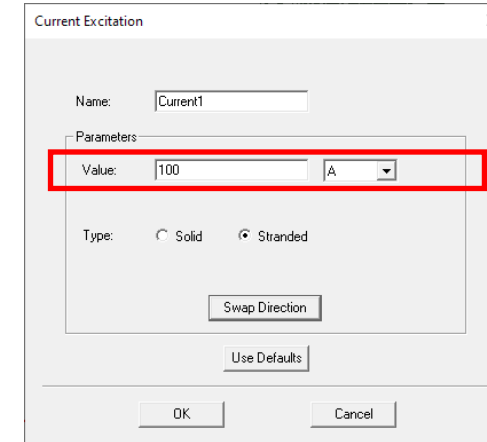 Current Excitation
Name: Current1
Parameters
Value: 100 A
Type: Solid Stranded
Swap Direction
Use Defaults
OK Cancel